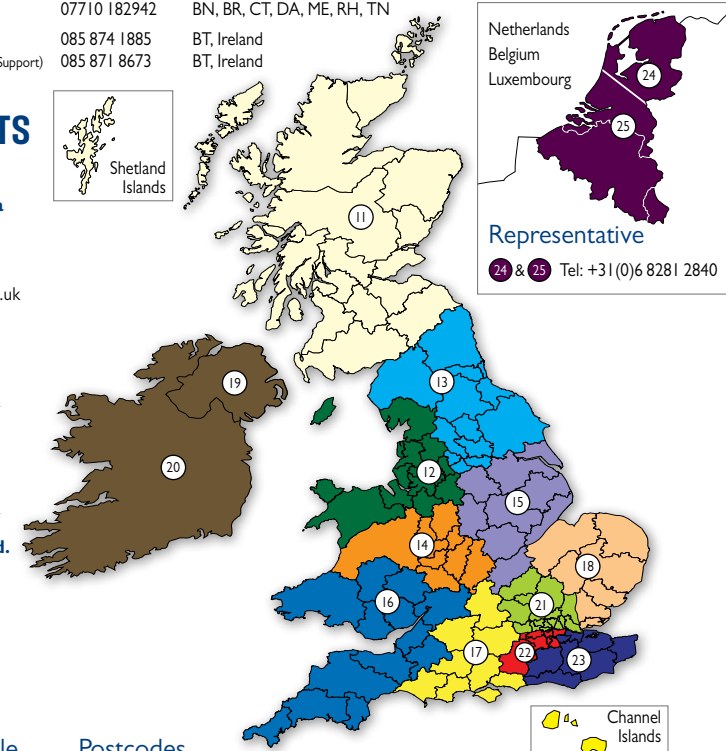 07710 182942 BN, BR, CT, DA, ME, RH, TN
085 874 1885 BT, Ireland
Support) 085 871 8673 BT, Ireland
TS
Shetland
Islands
.uk
d.
Netherlands
Belgium
Luxembourg
24
25
Representative
24 & 25 Tel: +31(0)6 8281 2840
11
13
19
20
12
15
14
18
16
21
17
22
23
Channel
Islands
le Postcodes